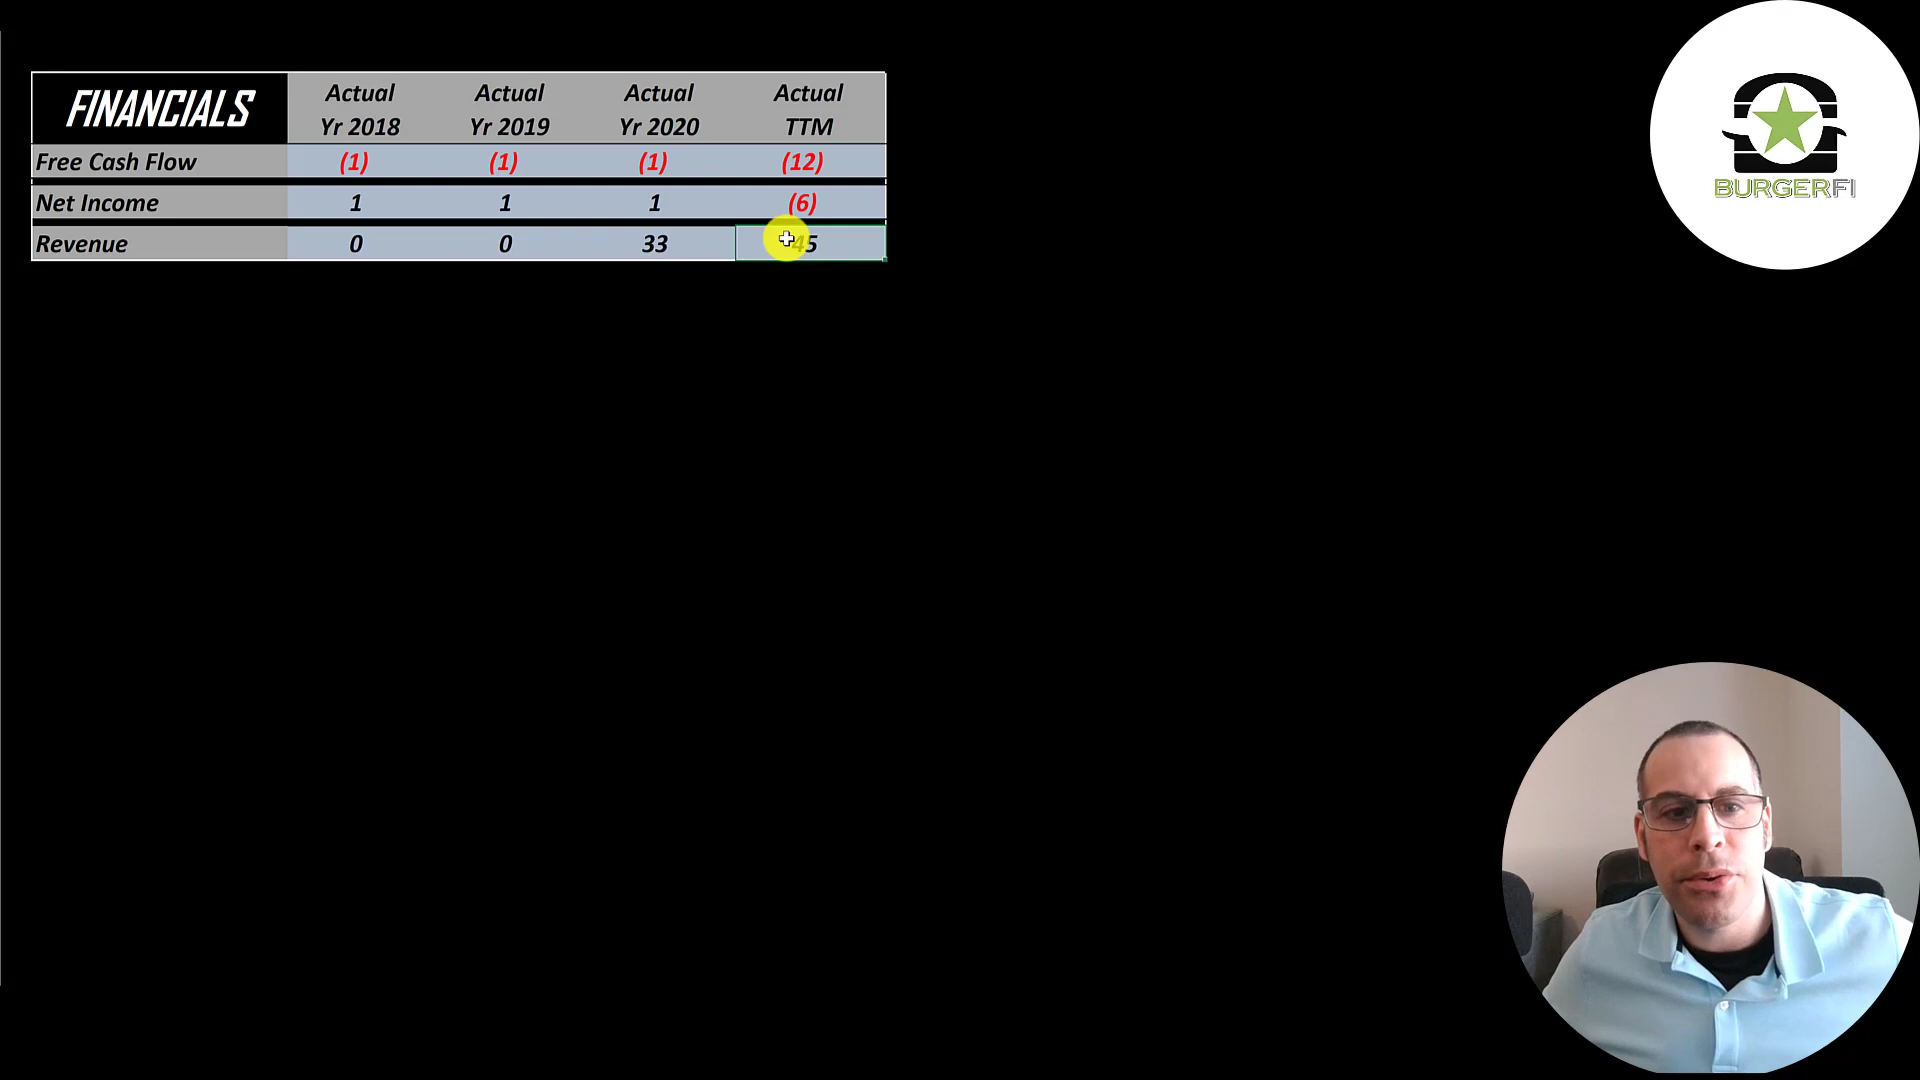 FINANCIALS
Actual Yr 2018
Actual Yr 2019
Actual Yr 2020
Actual TTM
Free Cash Flow (1) (1) (1) (12)
Net Income 1 1 1 (6)
Revenue 0 0 33 45
BURGERFI